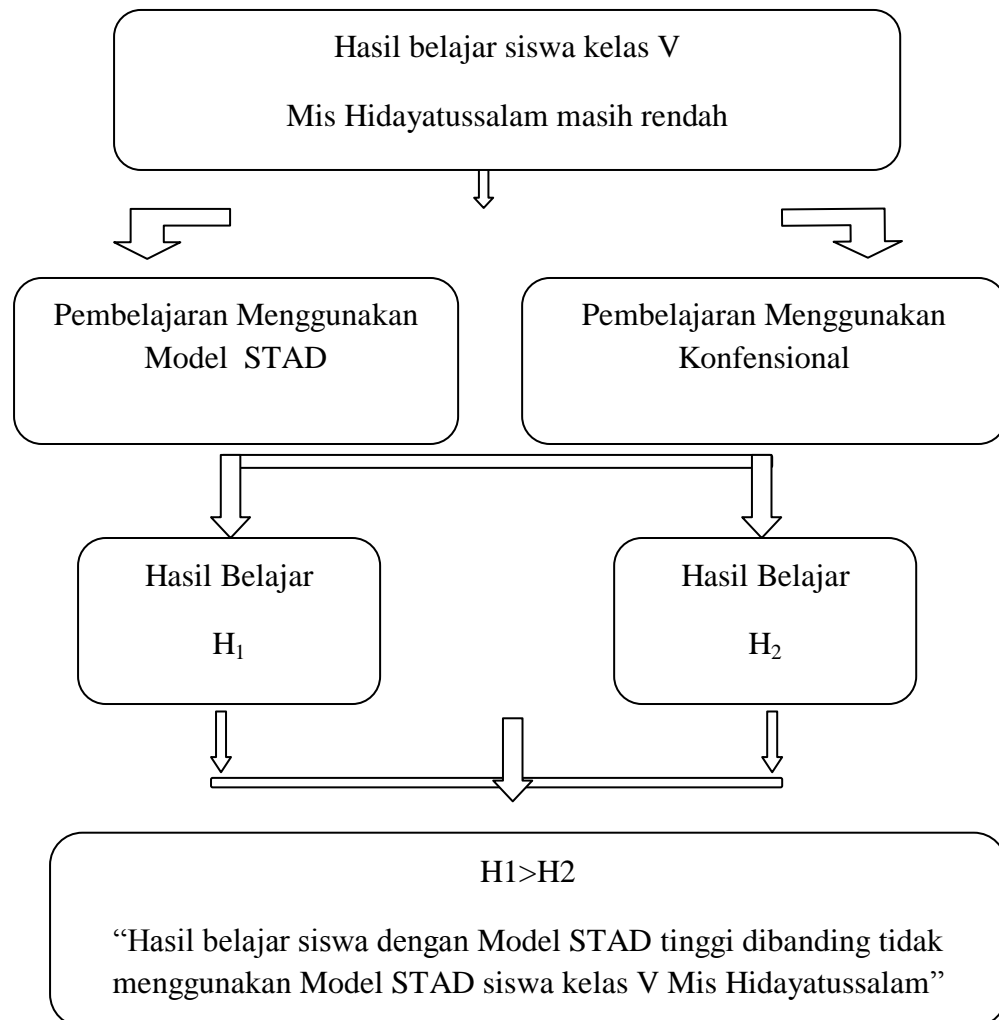 Hasil belajar siswa kelas V
Mis Hidayatussalam masih rendah
Pembelajaran Menggunakan
Model  STAD
Pembelajaran Menggunakan
Konfensional
Hasil Belajar
H₁
Hasil Belajar
H₂
H1>H2
“Hasil belajar siswa dengan Model STAD tinggi dibanding tidak
menggunakan Model STAD siswa kelas V Mis Hidayatussalam”